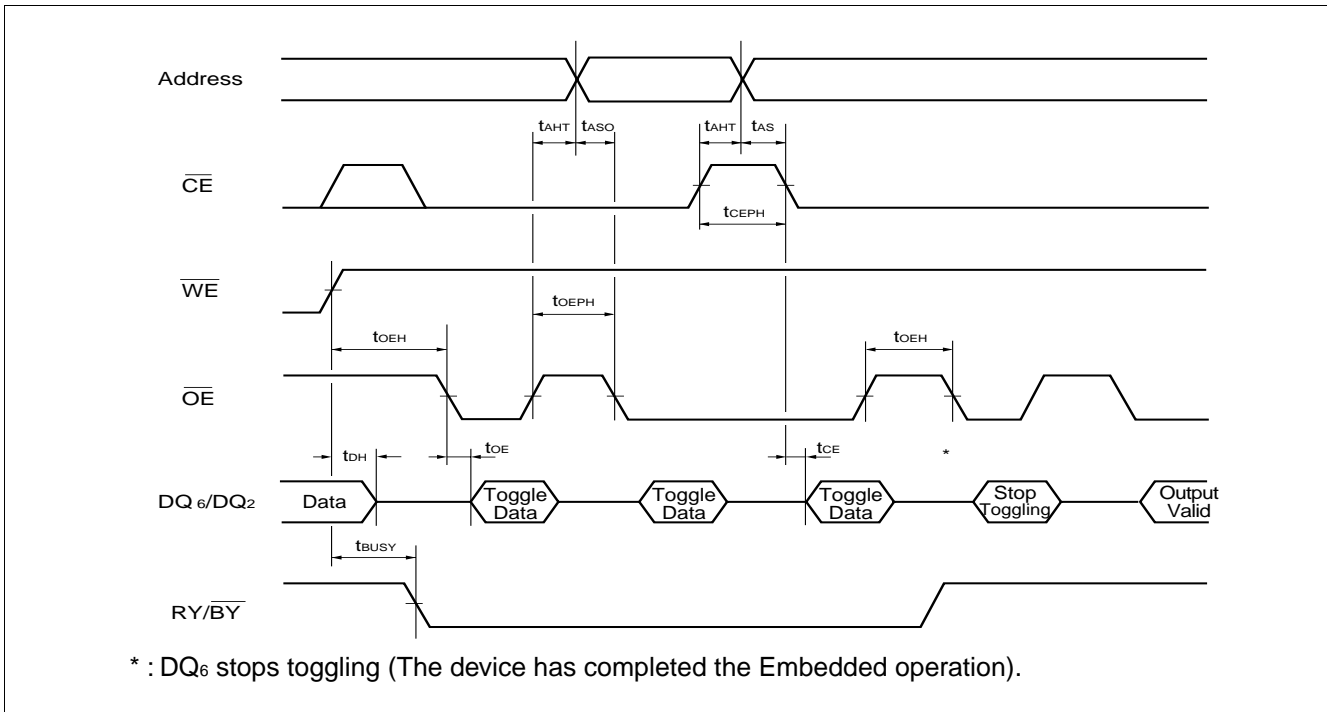 Address
tAHT tASO tAHT tAS
CE
tCEPH
WE
tOEPH
tOEH tOEH
OE
tDH tOE tCE *
DQ6/DQ2 Data Toggle Data Toggle Data Toggle Data Stop Toggling Output Valid
tBUSY
RY/BY
* : DQ6 stops toggling (The device has completed the Embedded operation).